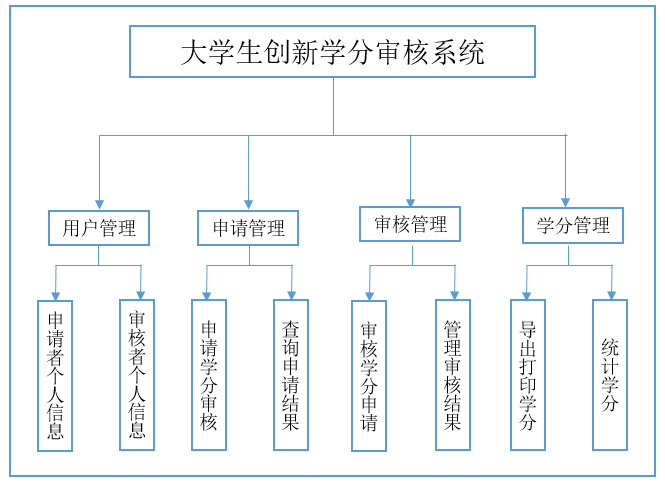 大学生创新学分审核系统
用户管理
申请管理
审核管理
学分管理
申请者个人信息
审核者个人信息
申请学分审核
查询申请结果
审核学分申请
管理审核结果
导出打印学分
统计学分